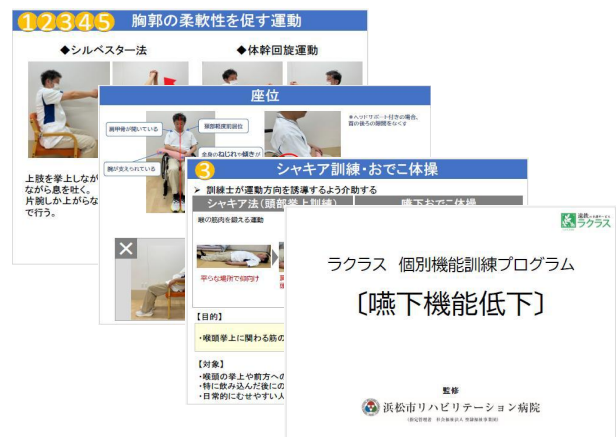 ①②③④⑤ 胸郭の柔軟性を促す運動
◆シルベスター法
◆体幹回旋運動
上肢を挙上しなが
ながら息を吐く。
片腕しか上がらな
で行う。
座位
肩甲骨が開いている
頸部軽度前屈位
全身のねじれや傾きが
腕が支えられている
＊ヘッドサポート付きの場合、
首の後ろの隙間をなくす
③ シャキア訓練・おでこ体操
➢ 訓練士が運動方向を誘導するよう介助する
シャキア法(頭部挙上訓練)
嚥下おでこ体操
喉の筋肉を鍛える運動
平らな場所で仰向け
【目的】
・喉頭挙上に関わる筋の
【対象】
・喉頭の挙上や前方への
・特に飲み込んだ後にの
・日常的にむせやすい人
ラクラス
ラクラス 個別機能訓練プログラム
〔嚥下機能低下〕
監修
浜松市リハビリテーション病院